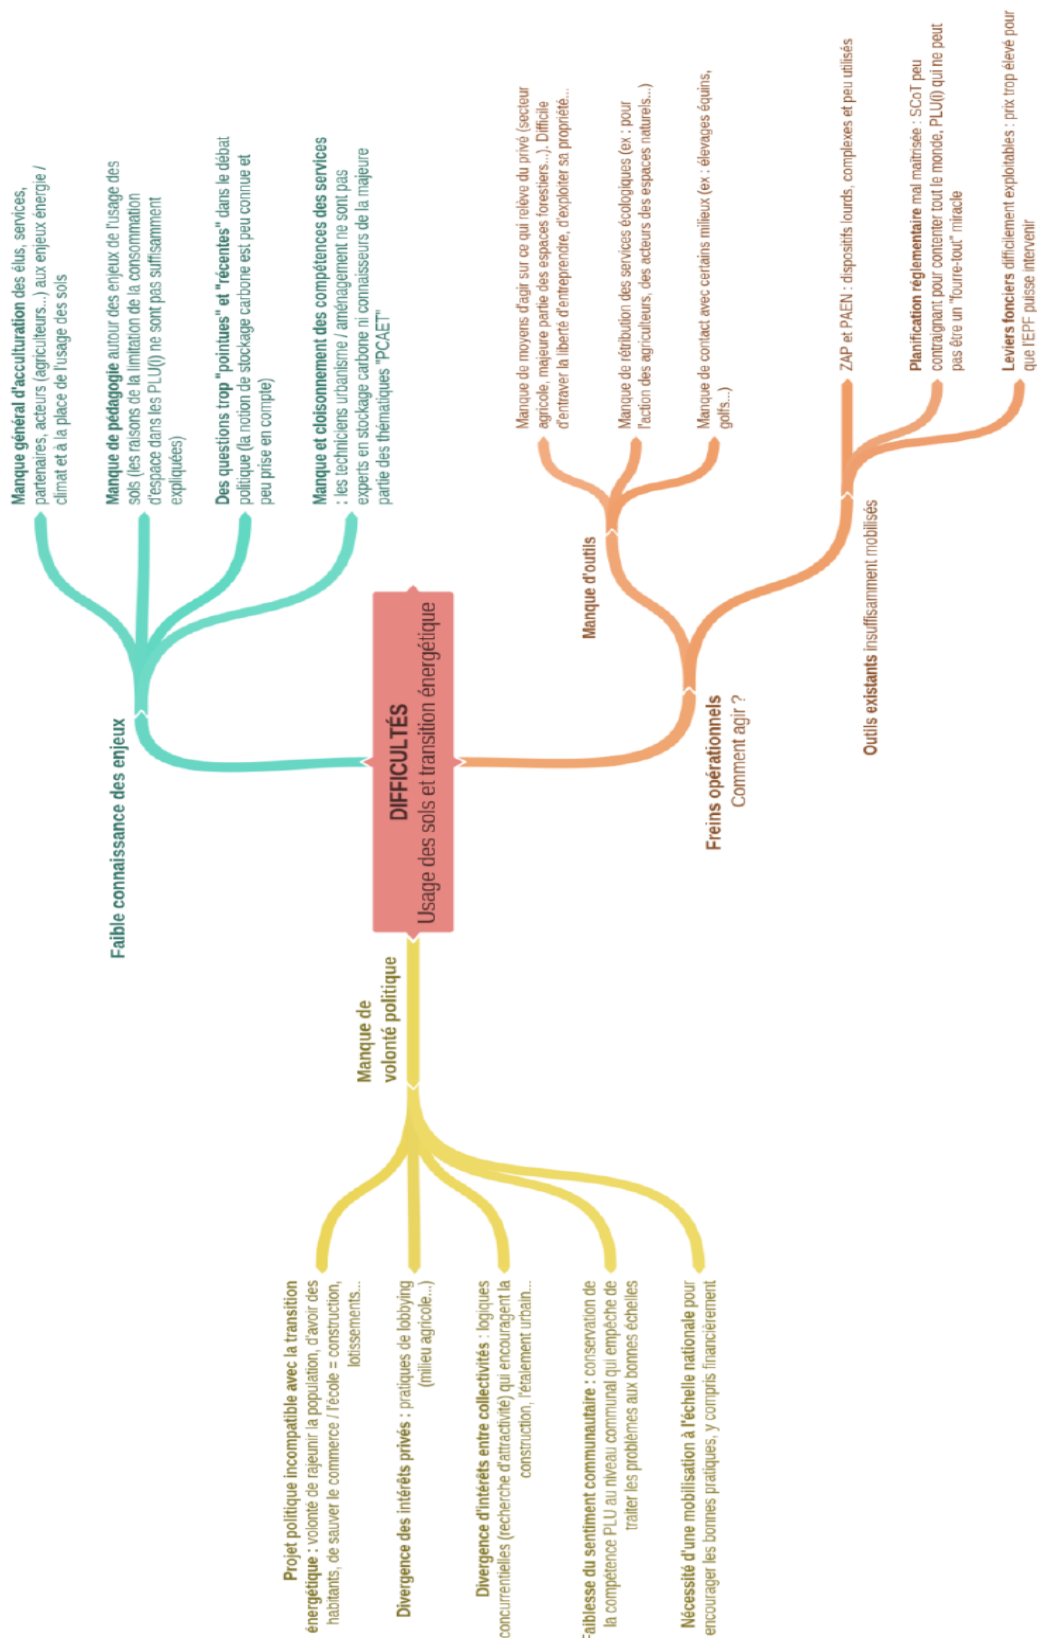 DIFFICULTÉS
Usage des sols et transition énergétique
Manque de
volonté politique
Projet politique incompatible avec la transition
énergétique : volonté de rajeunir la population, d'avoir des
habitants, de sauver le commerce / l'école = construction,
lotissements...
Divergence des intérêts privés : pratiques de lobbying
(milieu agricole...)
Divergence d'intérêts entre collectivités : logiques
concurrentielles (recherche d'attractivité) qui encouragent la
construction, l'étalement urbain...
Faiblesse du sentiment communautaire : conservation de
la compétence PLU au niveau communal qui empêche de
traiter les problèmes aux bonnes échelles
Nécessité d'une mobilisation à l'échelle nationale pour
encourager les bonnes pratiques, y compris financièrement
Faible connaissance des enjeux
Manque général d'acculturation des élus, services,
partenaires, acteurs (agriculteurs...) aux enjeux énergie /
climat et à la place de l'usage des sols
Manque de pédagogie autour des enjeux de l'usage des
sols (les raisons de la limitation de la consommation
d'espace dans les PLU(i) ne sont pas suffisamment
expliquées)
Des questions trop "pointues" et "récentes" dans le débat
politique (la notion de stockage carbone est peu connue et
peu prise en compte)
Manque et cloisonnement des compétences des services
: les techniciens urbanisme / aménagement ne sont pas
experts en stockage carbone ni connaisseurs de la majeure
partie des thématiques "PCAET"
Freins opérationnels
Comment agir ?
Manque d'outils
Manque de moyens d'agir sur ce qui relève du privé (secteur
agricole, majeure partie des espaces forestiers...). Difficile
d'entraver la liberté d'entreprendre, d'exploiter sa propriété...
Manque de rétribution des services écologiques (ex : pour
l'action des agriculteurs, des acteurs des espaces naturels...)
Manque de contact avec certains milieux (ex : élevages équins,
golfs...)
Outils existants insuffisamment mobilisés
ZAP et PAEN : dispositifs lourds, complexes et peu utilisés
Planification réglementaire mal maîtrisée : SCoT peu
contraignant pour contenter tout le monde, PLU(i) qui ne peut
pas être un "fourre-tout" miracle
Leviers fonciers difficilement exploitables : prix trop élevé pour
que l'EPF puisse intervenir